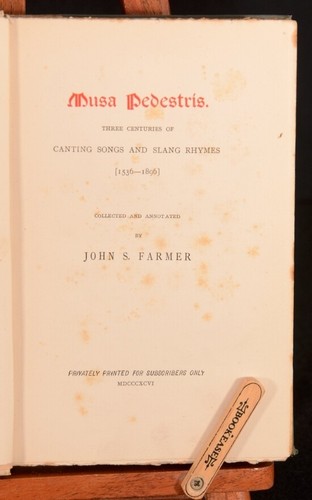 Musa Pedestris.
THREE CENTURIES OF
CANTING SONGS AND SLANG RHYMES
[1536—1896]
COLLECTED AND ANNOTATED
BY
JOHN S. FARMER
PRIVATELY PRINTED FOR SUBSCRIBERS ONLY
MDCCCXCVI
BOOKEASEL